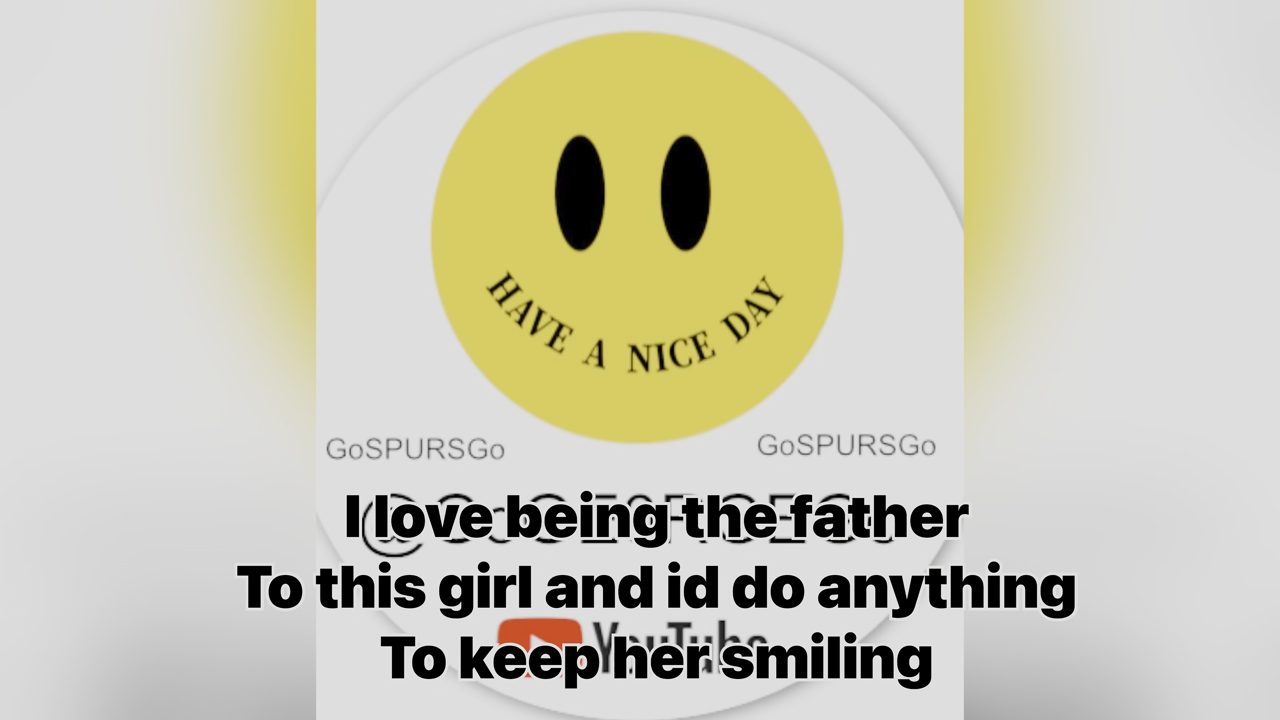 HAVE A NICE DAY
GoSPURSGo GoSPURSGo
I love being the father
To this girl and id do anything
YouTube
To keep her smiling